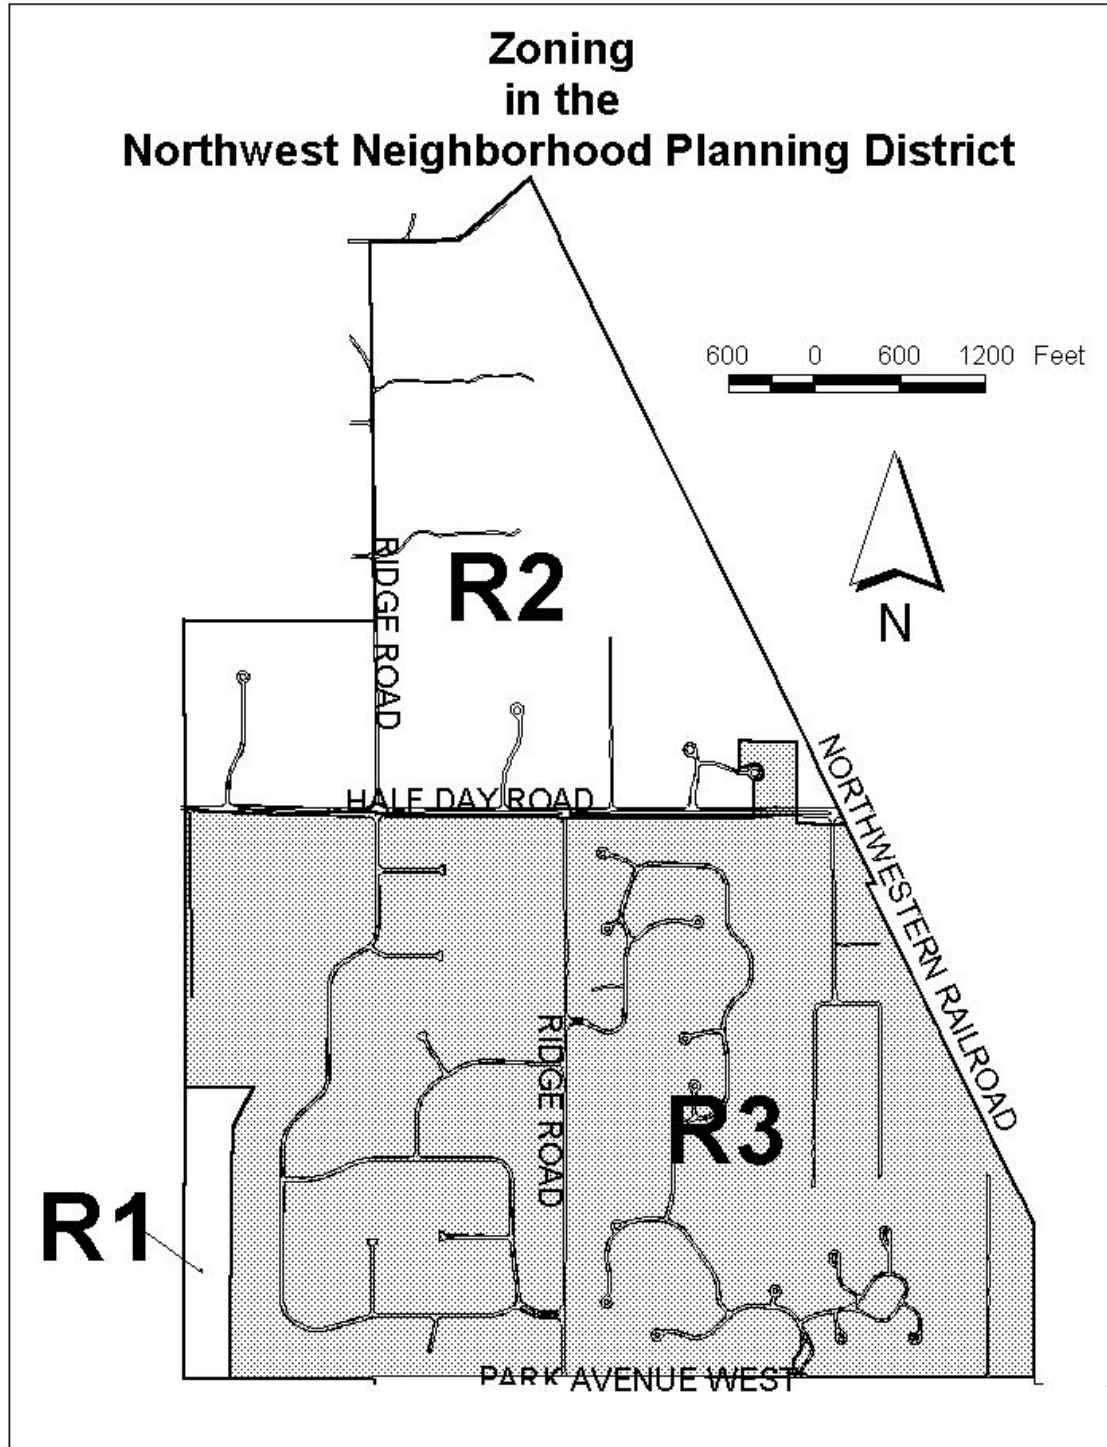 Zoning
in the
Northwest Neighborhood Planning District
600 0 600 1200 Feet
N
R2
RIDGE ROAD
HALF DAY ROAD
NORTHWESTERN RAILROAD
RIDGE ROAD
R3
R1
PARK AVENUE WEST